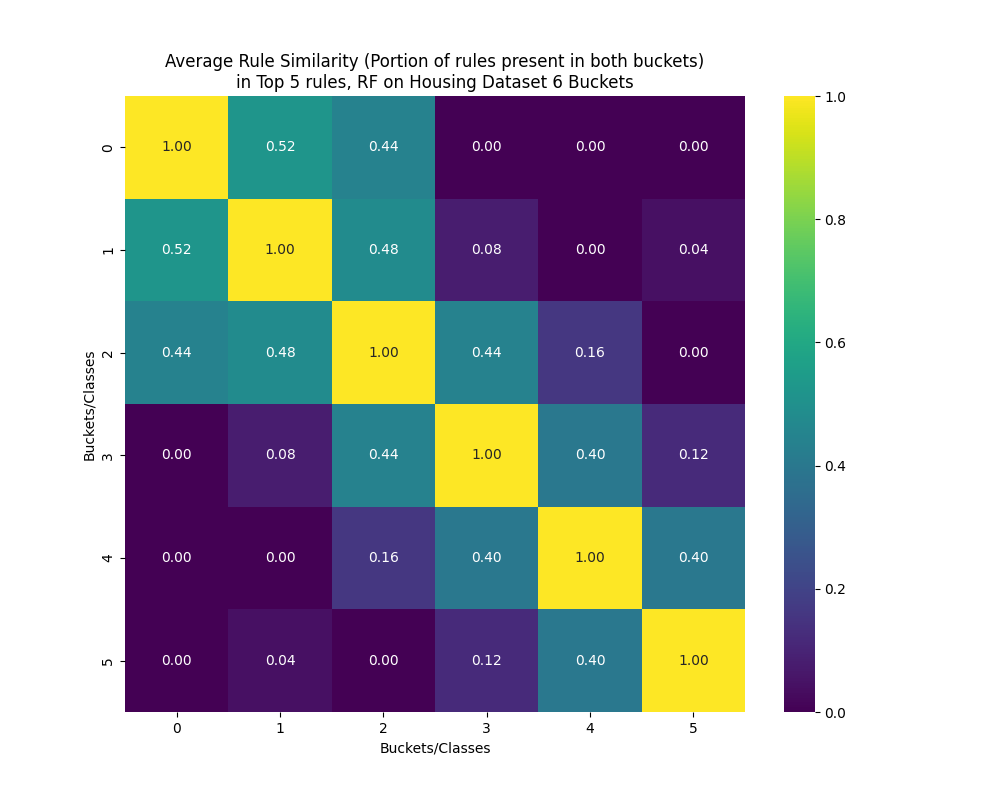 Average Rule Similarity (Portion of rules present in both buckets)
in Top 5 rules, RF on Housing Dataset 6 Buckets
0 1.00 0.52 0.44 0.00 0.00 0.00
1 0.52 1.00 0.48 0.08 0.00 0.04
2 0.44 0.48 1.00 0.44 0.16 0.00
3 0.00 0.08 0.44 1.00 0.40 0.12
4 0.00 0.00 0.16 0.40 1.00 0.40
5 0.00 0.04 0.00 0.12 0.40 1.00
0 1 2 3 4 5
Buckets/Classes
Buckets/Classes
1.0
0.8
0.6
0.4
0.2
0.0